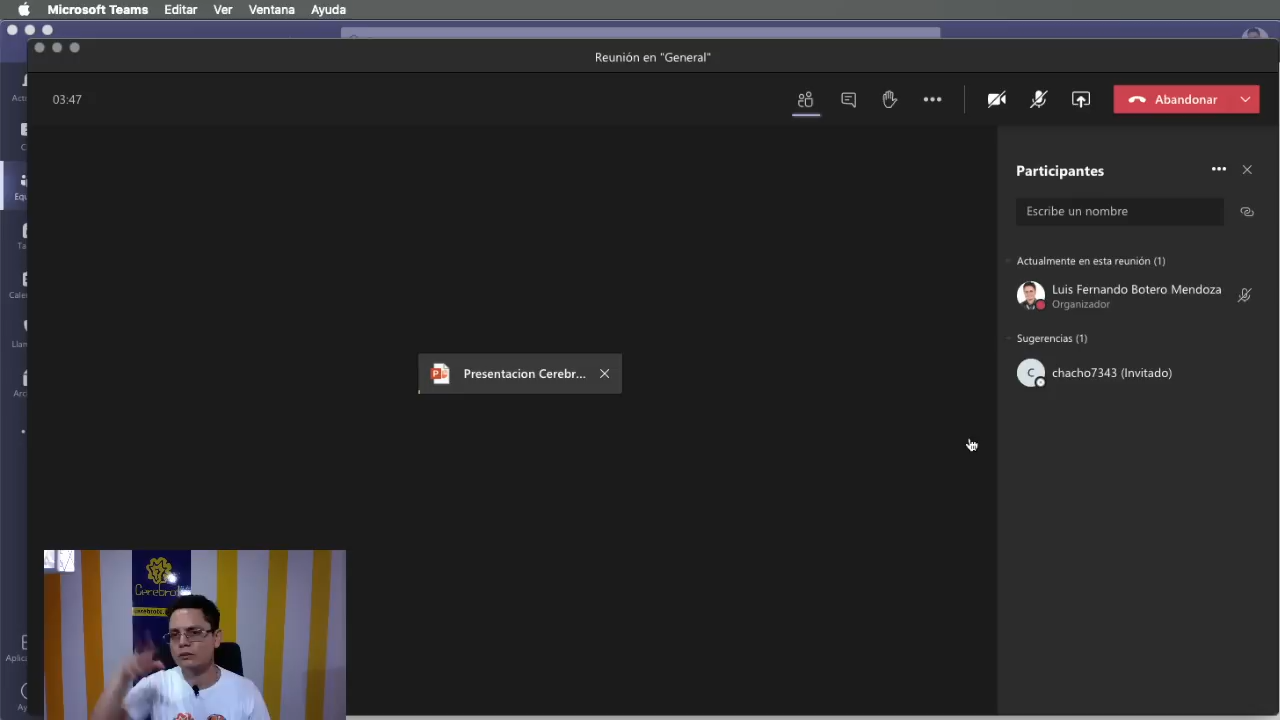 Microsoft Teams Editar Ver Ventana Ayuda
Reunión en "General"
03:47
Abandonar
Participantes
Escribe un nombre
Actualmente en esta reunión (1)
Luis Fernando Botero Mendoza
Organizador
Sugerencias (1)
C chacho7343 (Invitado)
Presentacion Cerebr...